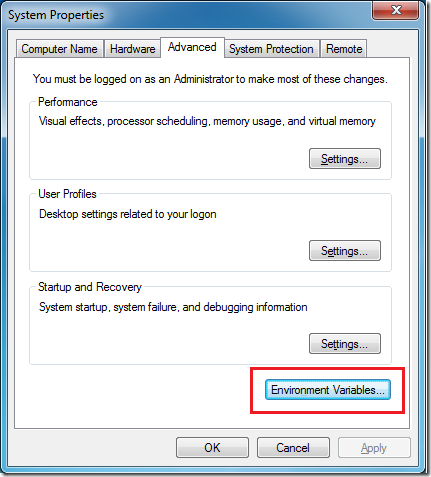 System Properties
Computer Name Hardware Advanced System Protection Remote
You must be logged on as an Administrator to make most of these changes.
Performance
Visual effects, processor scheduling, memory usage, and virtual memory
Settings...
User Profiles
Desktop settings related to your logon
Settings...
Startup and Recovery
System startup, system failure, and debugging information
Settings...
Environment Variables...
OK Cancel Apply